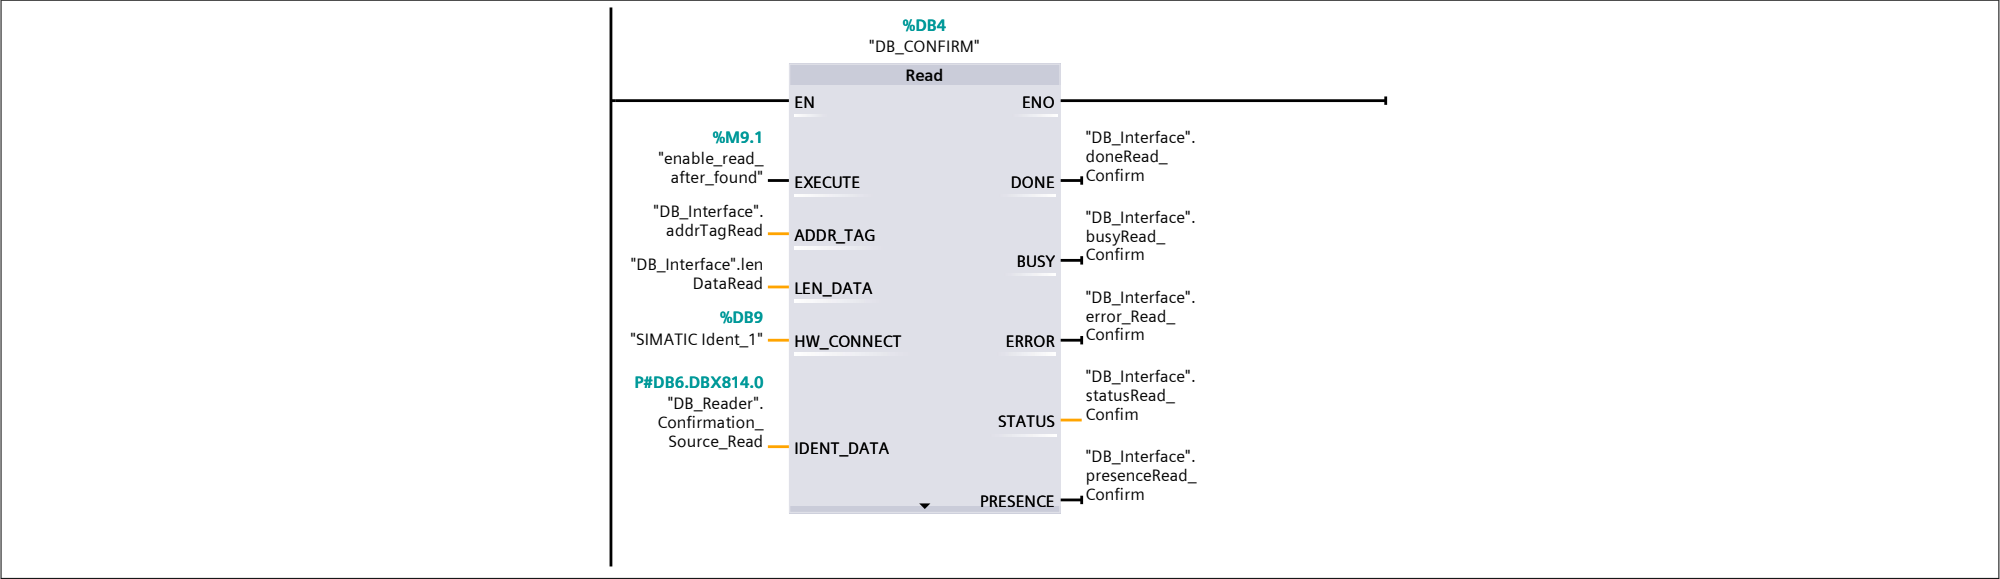 %DB4
"DB_CONFIRM"
Read
EN
ENO
%M9.1
"enable_read_
after_found"
EXECUTE
"DB_Interface".
doneRead_
Confirm
DONE
"DB_Interface".
addrTagRead
ADDR_TAG
"DB_Interface".
busyRead_
Confirm
BUSY
"DB_Interface".len
DataRead
LEN_DATA
%DB9
"SIMATIC Ident_1"
HW_CONNECT
"DB_Interface".
error_Read_
Confirm
ERROR
P#DB6.DBX814.0
"DB_Reader".
Confirmation_
Source_Read
IDENT_DATA
"DB_Interface".
statusRead_
Confim
STATUS
"DB_Interface".
presenceRead_
Confirm
PRESENCE